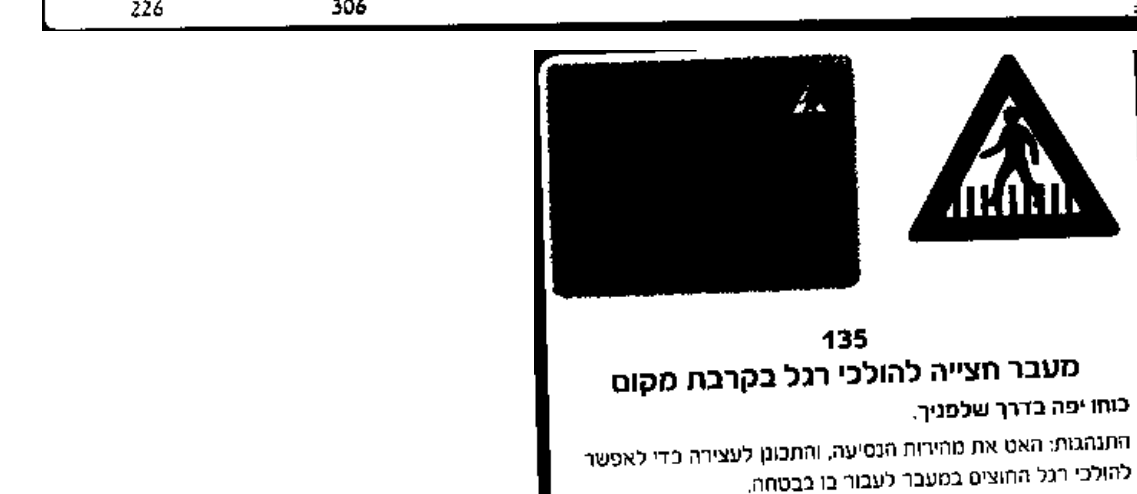 226 306
135
מעבר חצייה להולכי רגל בקרבת מקום
כוחו יפה בדרך שלפניך.
התנהגות: האט את מהירות הנסיעה, והתכונן לעצירה כדי לאפשר
להולכי רגל החוצים במעבר לעבור בו בבטחה.